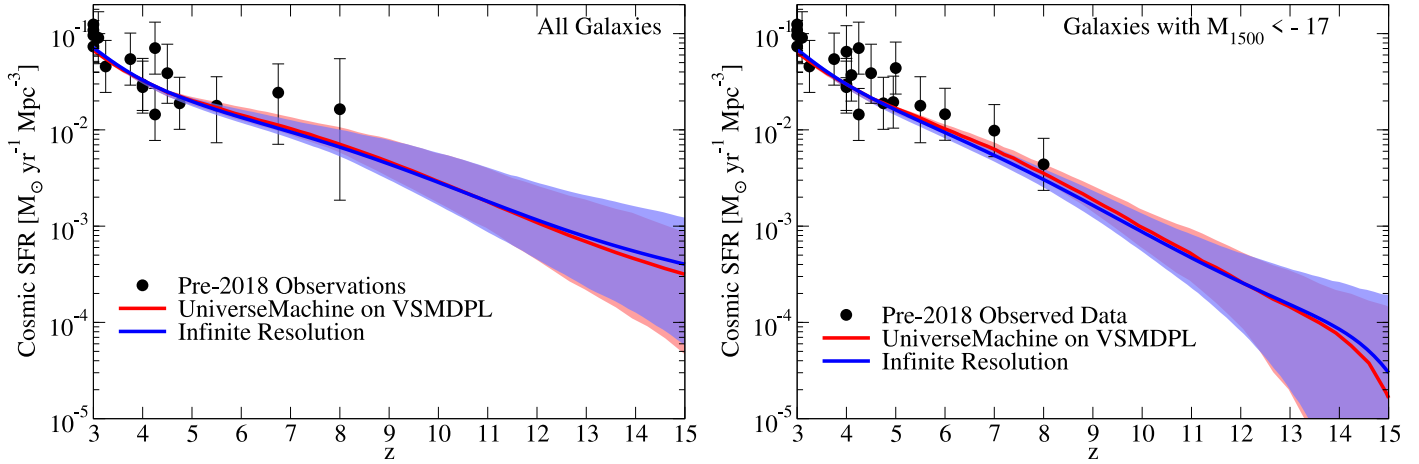 All Galaxies
Cosmic SFR [M⊙ yr⁻¹ Mpc⁻³]
10⁻¹
10⁻²
10⁻³
10⁻⁴
10⁻⁵
Pre-2018 Observations
UniverseMachine on VSMDPL
Infinite Resolution
3 4 5 6 7 8 9 10 11 12 13 14 15
z
Galaxies with M₁₅₀₀ < - 17
Cosmic SFR [M⊙ yr⁻¹ Mpc⁻³]
10⁻¹
10⁻²
10⁻³
10⁻⁴
10⁻⁵
Pre-2018 Observed Data
UniverseMachine on VSMDPL
Infinite Resolution
3 4 5 6 7 8 9 10 11 12 13 14 15
z